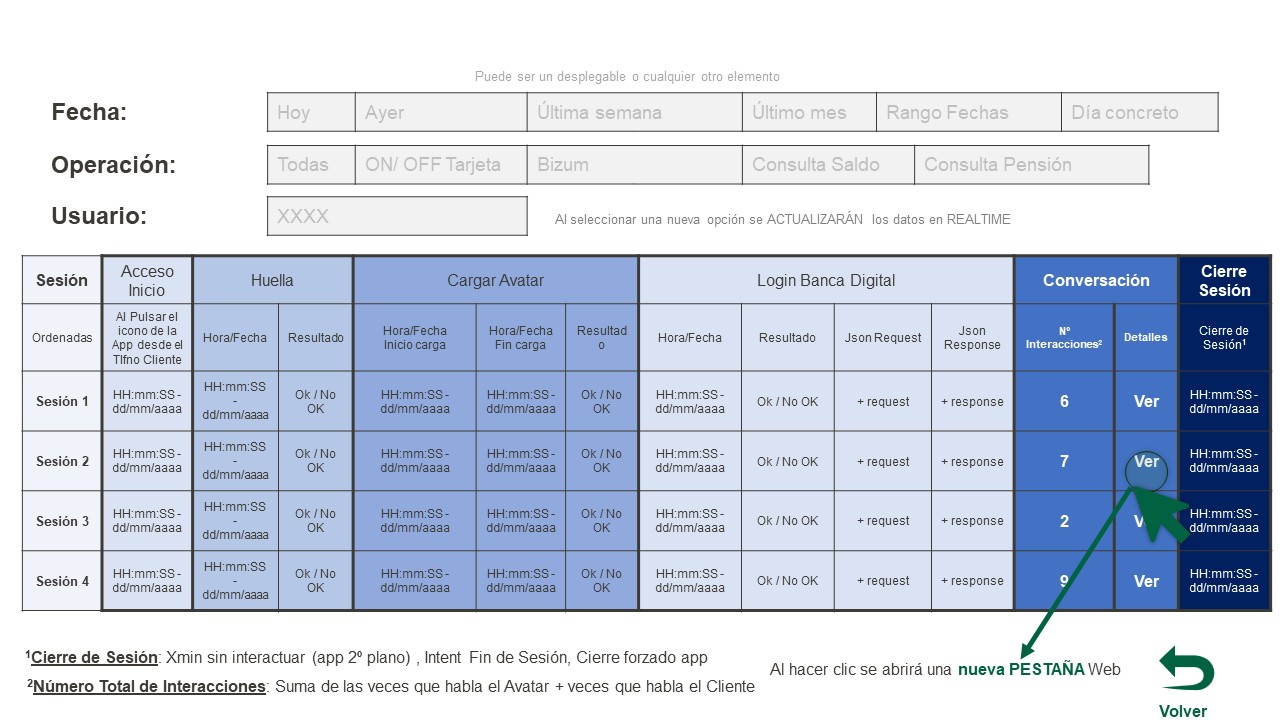 Puede ser un desplegable o cualquier otro elemento
Fecha: Hoy Ayer Última semana Último mes Rango Fechas Día concreto
Operación: Todas ON/ OFF Tarjeta Bizum Consulta Saldo Consulta Pensión
Usuario: XXXX Al seleccionar una nueva opción se ACTUALIZARÁN los datos en REALTIME
Sesión Acceso Inicio Huella Cargar Avatar Login Banca Digital Conversación Cierre Sesión
Ordenadas Al Pulsar el icono de la App desde el Tlfno Cliente Hora/Fecha Resultado Hora/Fecha Inicio carga Hora/Fecha Fin carga Resultado Hora/Fecha Resultado Json Request Json Response Nº Interacciones² Detalles Cierre de Sesión¹
Sesión 1 HH:mm:SS - dd/mm/aaaa HH:mm:SS - dd/mm/aaaa Ok / No OK HH:mm:SS - dd/mm/aaaa HH:mm:SS - dd/mm/aaaa Ok / No OK HH:mm:SS - dd/mm/aaaa Ok / No OK + request + response 6 Ver HH:mm:SS - dd/mm/aaaa
Sesión 2 HH:mm:SS - dd/mm/aaaa HH:mm:SS - dd/mm/aaaa Ok / No OK HH:mm:SS - dd/mm/aaaa HH:mm:SS - dd/mm/aaaa Ok / No OK HH:mm:SS - dd/mm/aaaa Ok / No OK + request + response 7 Ver HH:mm:SS - dd/mm/aaaa
Sesión 3 HH:mm:SS - dd/mm/aaaa HH:mm:SS - dd/mm/aaaa Ok / No OK HH:mm:SS - dd/mm/aaaa HH:mm:SS - dd/mm/aaaa Ok / No OK HH:mm:SS - dd/mm/aaaa Ok / No OK + request + response 2 HH:mm:SS - dd/mm/aaaa
Sesión 4 HH:mm:SS - dd/mm/aaaa HH:mm:SS - dd/mm/aaaa Ok / No OK HH:mm:SS - dd/mm/aaaa HH:mm:SS - dd/mm/aaaa Ok / No OK HH:mm:SS - dd/mm/aaaa Ok / No OK + request + response 9 Ver HH:mm:SS - dd/mm/aaaa
¹Cierre de Sesión: Xmin sin interactuar (app 2º plano) , Intent Fin de Sesión, Cierre forzado app
²Número Total de Interacciones: Suma de las veces que habla el Avatar + veces que habla el Cliente
Al hacer clic se abrirá una nueva PESTAÑA Web
Volver